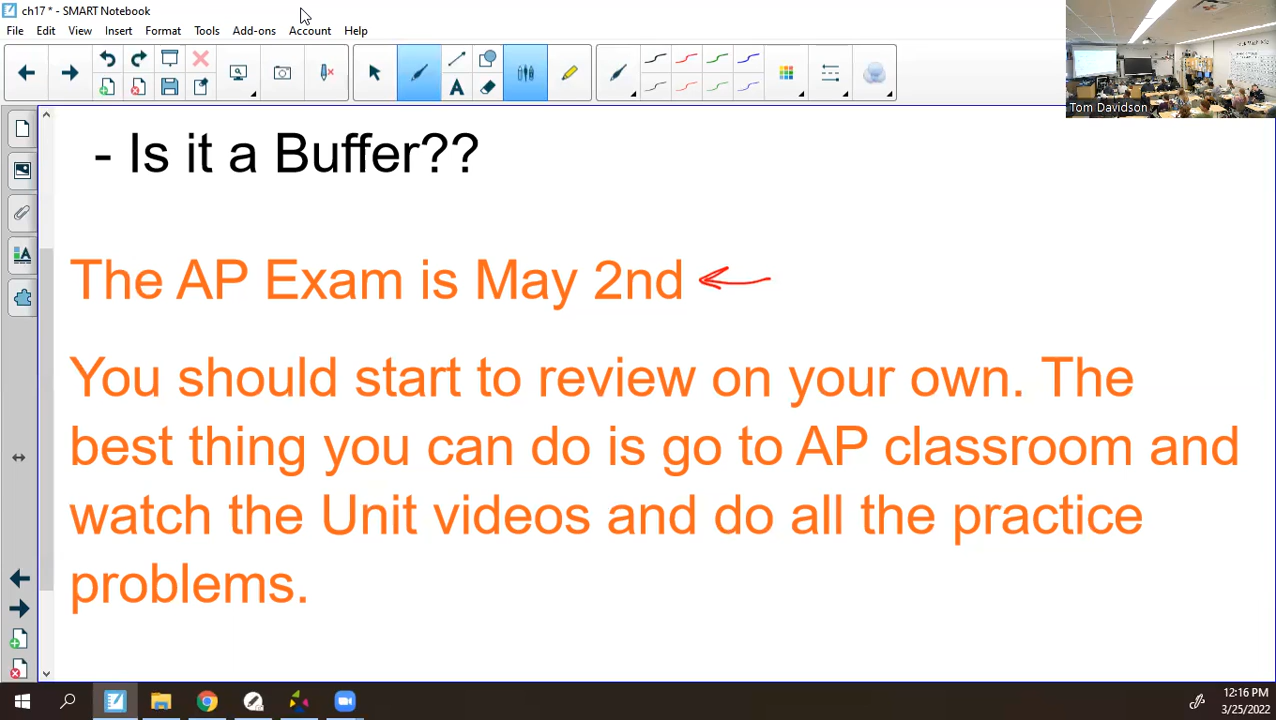 ch17 * - SMART Notebook
File Edit View Insert Format Tools Add-ons Account Help
Tom Davidson
- Is it a Buffer??
The AP Exam is May 2nd
You should start to review on your own. The
best thing you can do is go to AP classroom and
watch the Unit videos and do all the practice
problems.
12:16 PM
3/25/2022